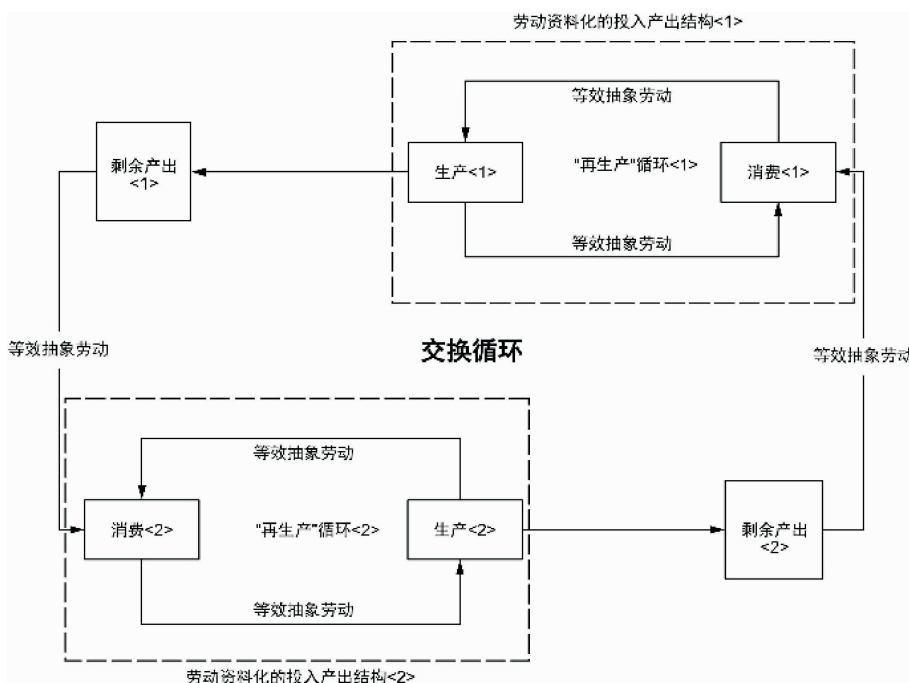 劳动资料化的投入产出结构<1>
等效抽象劳动
剩余产出
<1>
生产<1>
"再生产"循环<1>
消费<1>
等效抽象劳动
等效抽象劳动
交换循环
等效抽象劳动
等效抽象劳动
消费<2>
"再生产"循环<2>
生产<2>
剩余产出
<2>
等效抽象劳动
劳动资料化的投入产出结构<2>